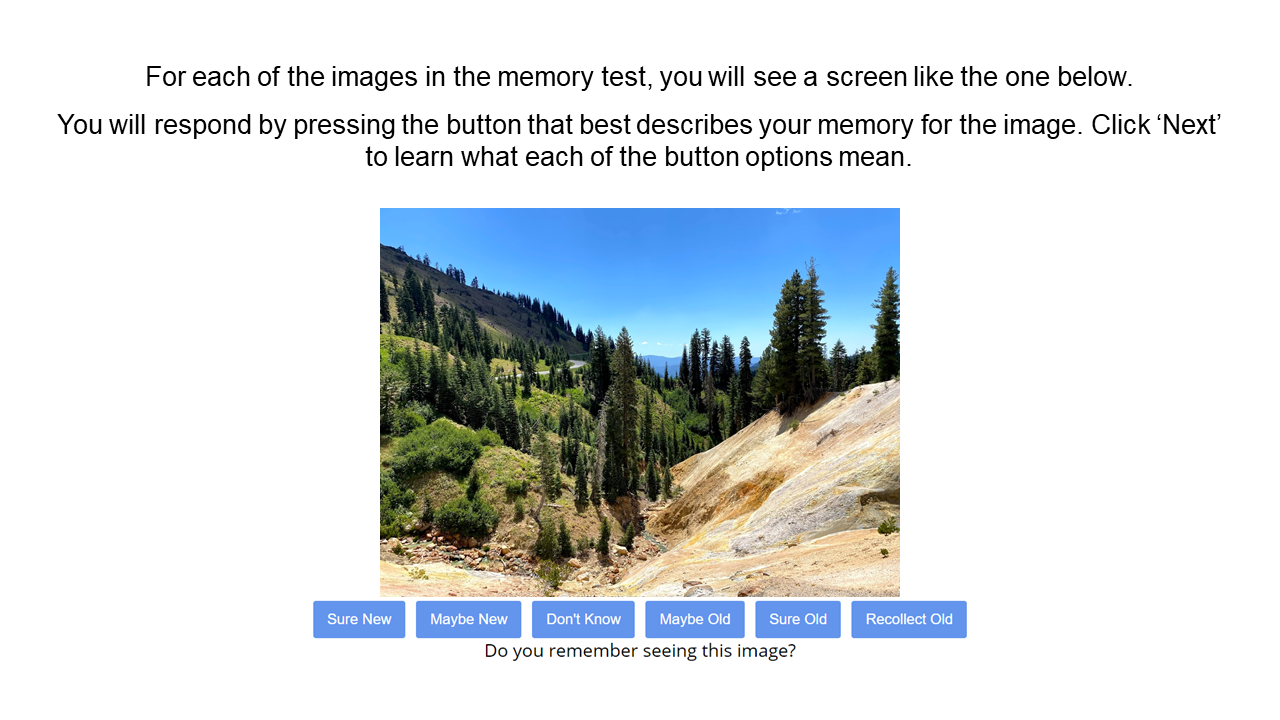 For each of the images in the memory test, you will see a screen like the one below.
You will respond by pressing the button that best describes your memory for the image. Click ‘Next’
to learn what each of the button options mean.
Sure New Maybe New Don't Know Maybe Old Sure Old Recollect Old
Do you remember seeing this image?